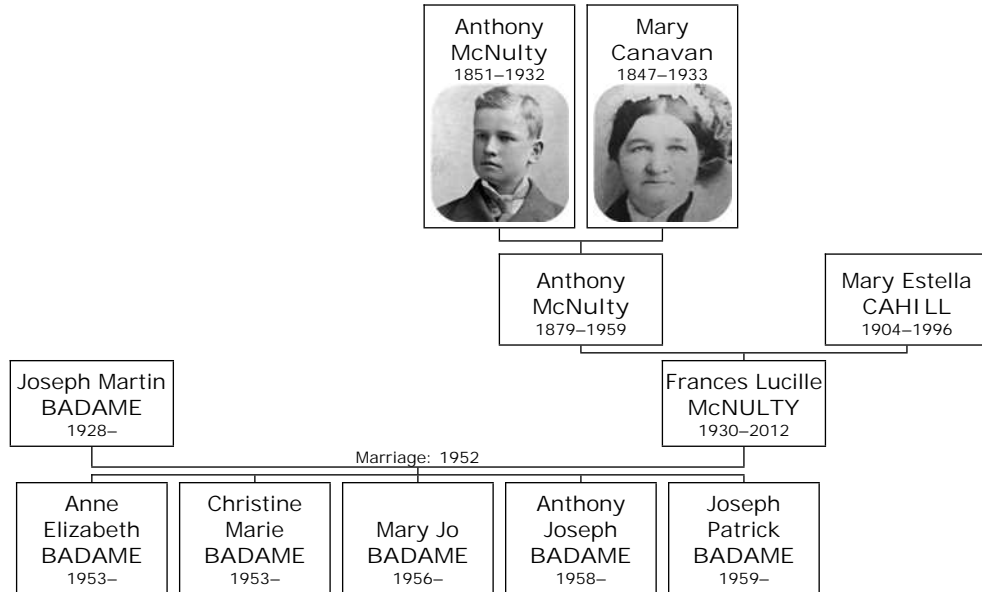 Anthony
McNulty
1851–1932
Mary
Canavan
1847–1933
Anthony
McNulty
1879–1959
Mary Estella
CAHILL
1904–1996
Joseph Martin
BADAME
1928–
Frances Lucille
McNULTY
1930–2012
Marriage: 1952
Anne
Elizabeth
BADAME
1953–
Christine
Marie
BADAME
1953–
Mary Jo
BADAME
1956–
Anthony
Joseph
BADAME
1958–
Joseph
Patrick
BADAME
1959–